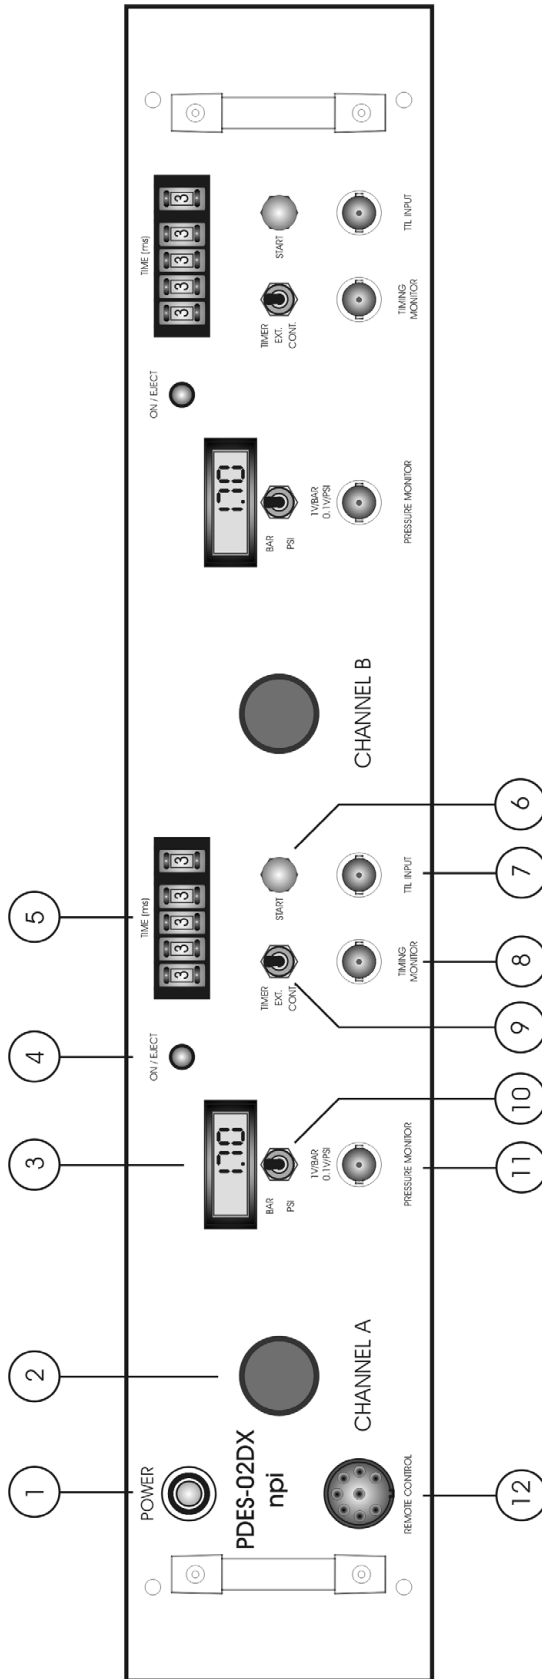 1
2
3
4
5
POWER
ON / EJECT
TIME (ms)
3 3 3 3 3
ON / EJECT
TIME (ms)
3 3 3 3 3
PDES-02DX
npi
17.0
BAR
PSI
TIMER
EXT.
CONT.
START
17.0
BAR
PSI
TIMER
EXT.
CONT.
START
1V/BAR
0.1V/PSI
1V/BAR
0.1V/PSI
CHANNEL A
CHANNEL B
REMOTE CONTROL
PRESSURE MONITOR
TIMING
MONITOR
TTL INPUT
PRESSURE MONITOR
TIMING
MONITOR
TTL INPUT
12
11
10
9
8
7
6